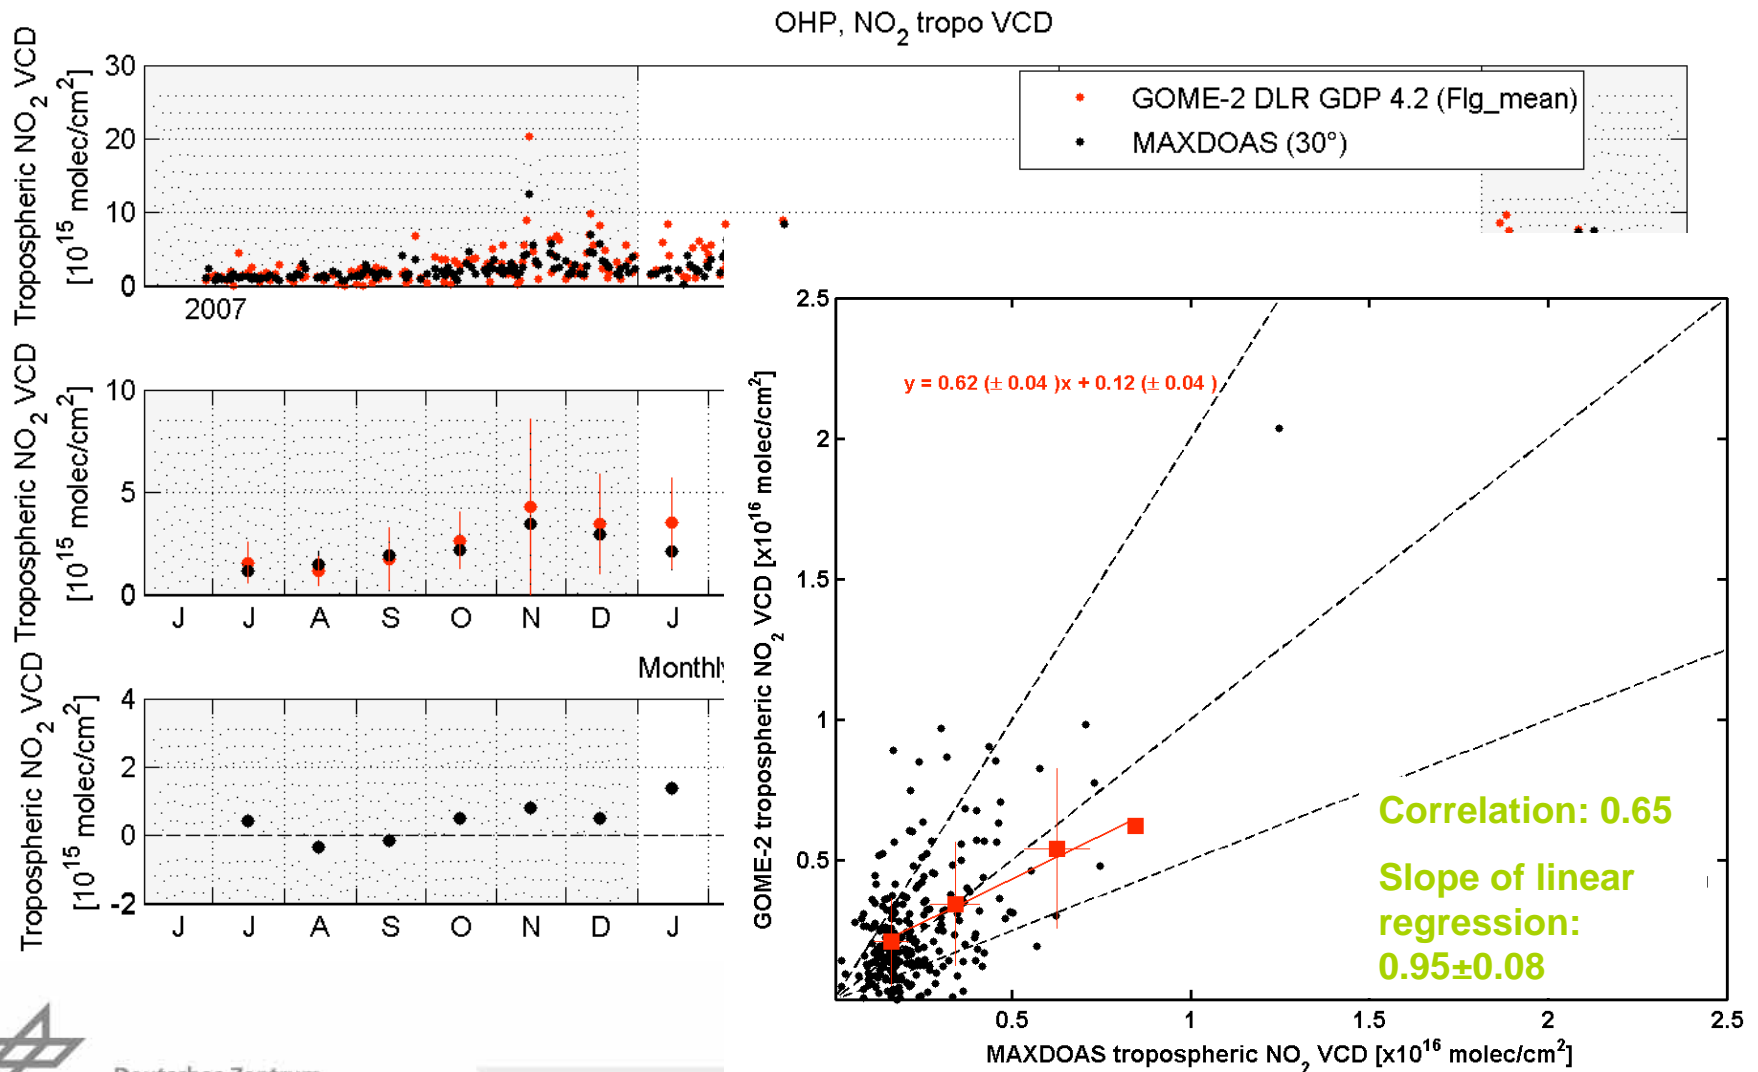 OHP, NO2 tropo VCD
Tropospheric NO2 VCD
[10^15 molec/cm^2]
30
20
10
0
2007
GOME-2 DLR GDP 4.2 (Flg_mean)
MAXDOAS (30°)
Tropospheric NO2 VCD
[10^15 molec/cm^2]
10
5
0
J J A S O N D J
Monthly
Tropospheric NO2 VCD
[10^15 molec/cm^2]
4
2
0
-2
J J A S O N D J
GOME-2 tropospheric NO2 VCD [x10^16 molec/cm^2]
2.5
2
1.5
1
0.5
y = 0.62 (± 0.04 )x + 0.12 (± 0.04 )
Correlation: 0.65
Slope of linear
regression:
0.95±0.08
0.5 1 1.5 2 2.5
MAXDOAS tropospheric NO2 VCD [x10^16 molec/cm^2]